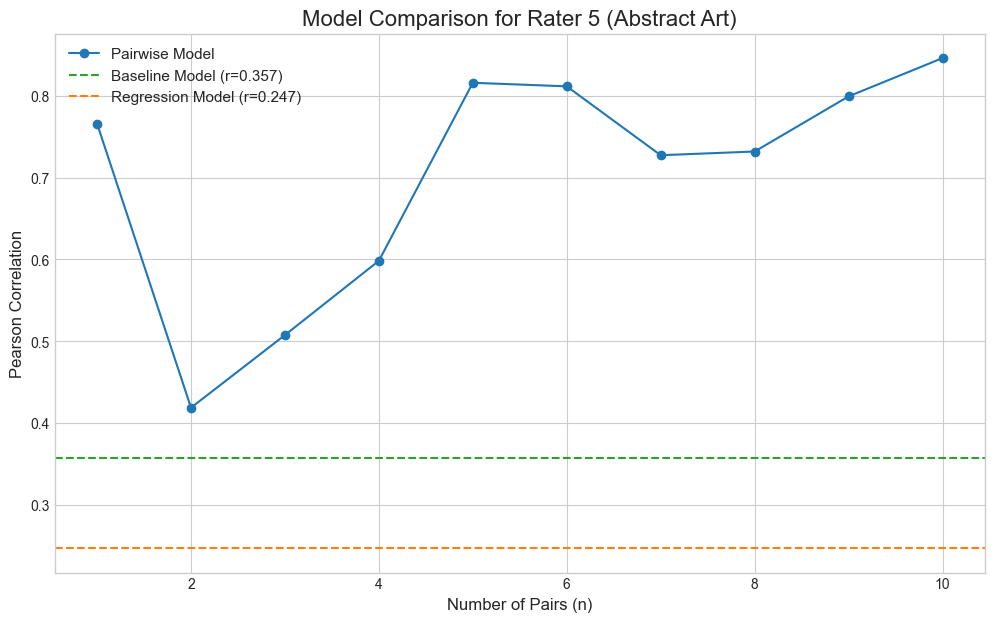 Model Comparison for Rater 5 (Abstract Art)
Pairwise Model
Baseline Model (r=0.357)
Regression Model (r=0.247)
Pearson Correlation
0.8
0.7
0.6
0.5
0.4
0.3
2 4 6 8 10
Number of Pairs (n)